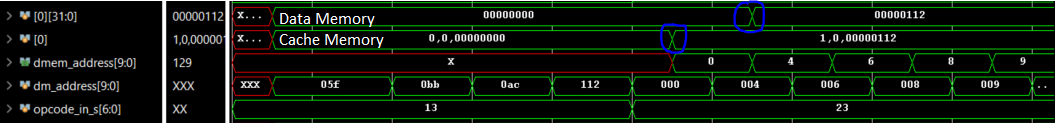 [0][31:0] 00000112 X... Data Memory 00000000 00000112
[0] 1,0,000001 X... Cache Memory 0,0,00000000 1,0,00000112
dmem_address[9:0] 129 X 0 4 6 8 9
dm_address[9:0] XXX XXX 05f 0bb 0ac 112 000 004 006 008 009 ..
opcode_in_s[6:0] XX 13 23